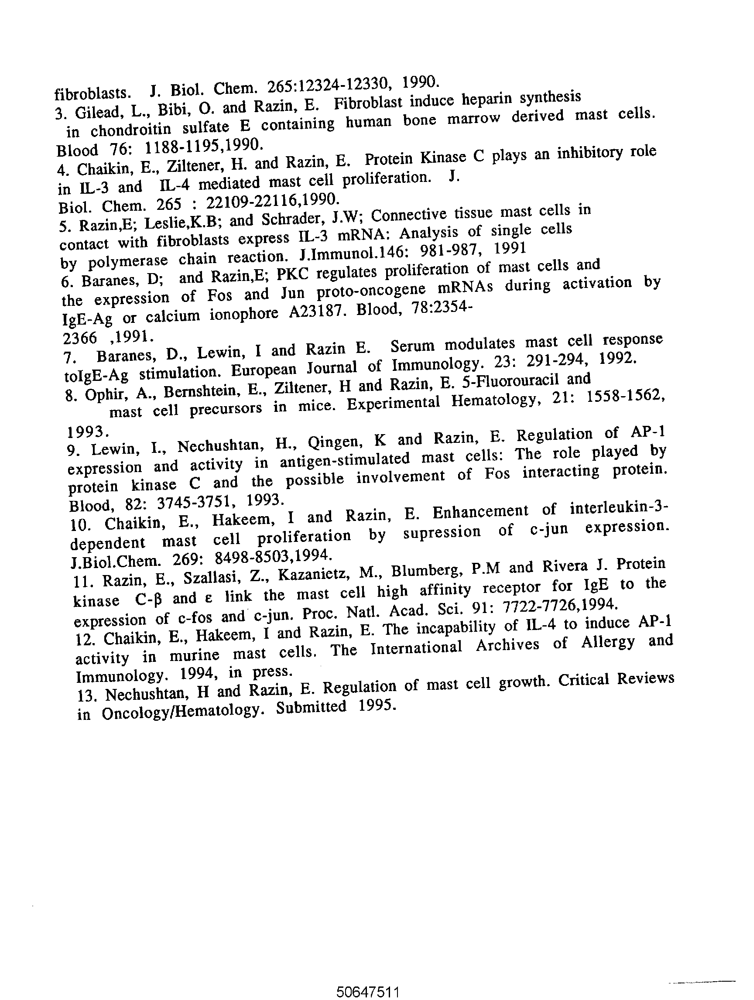 fibroblasts. J. Biol. Chem. 265:12324-12330, 1990.
3. Gilead, L., Bibi, O. and Razin, E. Fibroblast induce heparin synthesis
in chondroitin sulfate E containing human bone marrow derived mast cells.
Blood 76: 1188-1195,1990.
4. Chaikin, E., Ziltener, H. and Razin, E. Protein Kinase C plays an inhibitory role
in IL-3 and IL-4 mediated mast cell proliferation. J.
Biol. Chem. 265 : 22109-22116,1990.
5. Razin,E; Leslie,K.B; and Schrader, J.W; Connective tissue mast cells in
contact with fibroblasts express IL-3 mRNA: Analysis of single cells
by polymerase chain reaction. J.Immunol.146: 981-987, 1991
6. Baranes, D; and Razin,E; PKC regulates proliferation of mast cells and
the expression of Fos and Jun proto-oncogene mRNAs during activation by
IgE-Ag or calcium ionophore A23187. Blood, 78:2354-
2366 ,1991.
7. Baranes, D., Lewin, I and Razin E. Serum modulates mast cell response
toIgE-Ag stimulation. European Journal of Immunology. 23: 291-294, 1992.
8. Ophir, A., Bernshtein, E., Ziltener, H and Razin, E. 5-Fluorouracil and
mast cell precursors in mice. Experimental Hematology, 21: 1558-1562,
1993.
9. Lewin, I., Nechushtan, H., Qingen, K and Razin, E. Regulation of AP-1
expression and activity in antigen-stimulated mast cells: The role played by
protein kinase C and the possible involvement of Fos interacting protein.
Blood, 82: 3745-3751, 1993.
10. Chaikin, E., Hakeem, I and Razin, E. Enhancement of interleukin-3-
dependent mast cell proliferation by supression of c-jun expression.
J.Biol.Chem. 269: 8498-8503,1994.
11. Razin, E., Szallasi, Z., Kazanietz, M., Blumberg, P.M and Rivera J. Protein
kinase C-β and ε link the mast cell high affinity receptor for IgE to the
expression of c-fos and c-jun. Proc. Natl. Acad. Sci. 91: 7722-7726,1994.
12. Chaikin, E., Hakeem, I and Razin, E. The incapability of IL-4 to induce AP-1
activity in murine mast cells. The International Archives of Allergy and
Immunology. 1994, in press.
13. Nechushtan, H and Razin, E. Regulation of mast cell growth. Critical Reviews
in Oncology/Hematology. Submitted 1995.
50647511